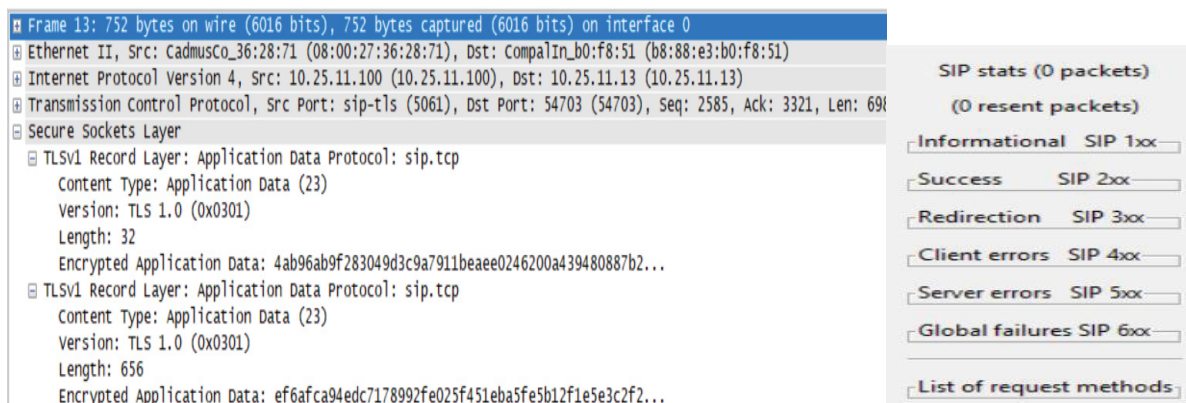 Frame 13: 752 bytes on wire (6016 bits), 752 bytes captured (6016 bits) on interface 0
Ethernet II, Src: CadmusCo_36:28:71 (08:00:27:36:28:71), Dst: CompalIn_b0:f8:51 (b8:88:e3:b0:f8:51)
Internet Protocol Version 4, Src: 10.25.11.100 (10.25.11.100), Dst: 10.25.11.13 (10.25.11.13)
Transmission Control Protocol, Src Port: sip-tls (5061), Dst Port: 54703 (54703), Seq: 2585, Ack: 3321, Len: 698
Secure Sockets Layer
TLSv1 Record Layer: Application Data Protocol: sip.tcp
Content Type: Application Data (23)
Version: TLS 1.0 (0x0301)
Length: 32
Encrypted Application Data: 4ab96ab9f283049d3c9a7911beaee0246200a439480887b2...
TLSv1 Record Layer: Application Data Protocol: sip.tcp
Content Type: Application Data (23)
Version: TLS 1.0 (0x0301)
Length: 656
Encrypted Application Data: ef6afca94edc7178992fe025f451eba5fe5b12f1e5e3c2f2...
SIP stats (0 packets)
(0 resent packets)
Informational SIP 1xx
Success SIP 2xx
Redirection SIP 3xx
Client errors SIP 4xx
Server errors SIP 5xx
Global failures SIP 6xx
List of request methods